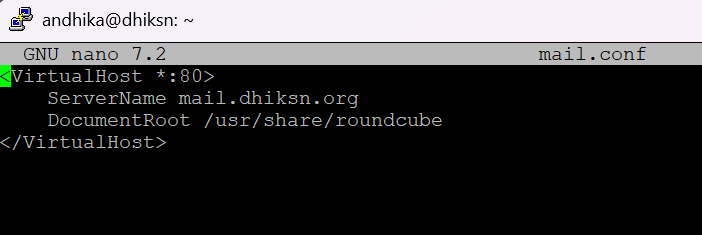 andhika@dhiksn: ~
GNU nano 7.2 mail.conf
<VirtualHost *:80>
ServerName mail.dhiksn.org
DocumentRoot /usr/share/roundcube
</VirtualHost>